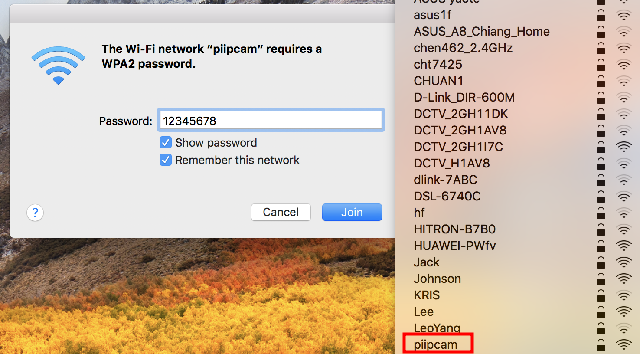 The Wi-Fi network “piipcam” requires a
WPA2 password.
Password: 12345678
Show password
Remember this network
?
Cancel
Join
asus1f
ASUS_A8_Chiang_Home
chen462_2.4GHz
cht7425
CHUAN1
D-Link_DIR-600M
DCTV_2GH11DK
DCTV_2GH1AV8
DCTV_2GH1I7C
DCTV_H1AV8
dlink-7ABC
DSL-6740C
hf
HITRON-B7B0
HUAWEI-PWfv
Jack
Johnson
KRIS
Lee
LeoYang
piipcam